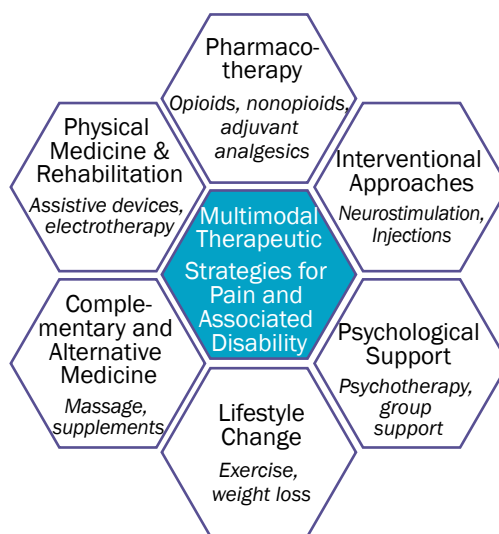 Pharmaco-
therapy
Opioids, nonopioids,
adjuvant
analgesics
Physical
Medicine &
Rehabilitation
Assistive devices,
electrotherapy
Interventional
Approaches
Neurostimulation,
Injections
Multimodal
Therapeutic
Strategies for
Pain and
Associated
Disability
Comple-
mentary and
Alternative
Medicine
Massage,
supplements
Psychological
Support
Psychotherapy,
group
support
Lifestyle
Change
Exercise,
weight loss